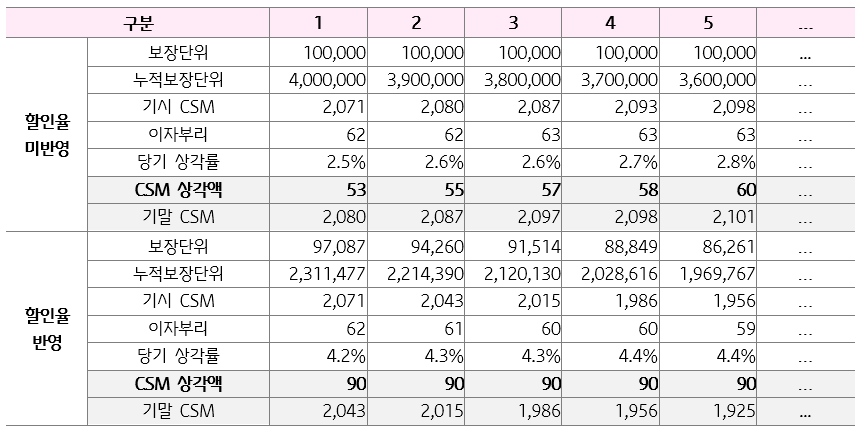 구분 1 2 3 4 5 ...
할인율 미반영
보장단위 100,000 100,000 100,000 100,000 100,000 ...
누적보장단위 4,000,000 3,900,000 3,800,000 3,700,000 3,600,000 ...
기시 CSM 2,071 2,080 2,087 2,093 2,098 ...
이자부리 62 62 63 63 63 ...
당기 상각률 2.5% 2.6% 2.6% 2.7% 2.8% ...
CSM 상각액 53 55 57 58 60 ...
기말 CSM 2,080 2,087 2,097 2,098 2,101 ...
할인율 반영
보장단위 97,087 94,260 91,514 88,849 86,261 ...
누적보장단위 2,311,477 2,214,390 2,120,130 2,028,616 1,969,767 ...
기시 CSM 2,071 2,043 2,015 1,986 1,956 ...
이자부리 62 61 60 60 59 ...
당기 상각률 4.2% 4.3% 4.3% 4.4% 4.4% ...
CSM 상각액 90 90 90 90 90 ...
기말 CSM 2,043 2,015 1,986 1,956 1,925 ...